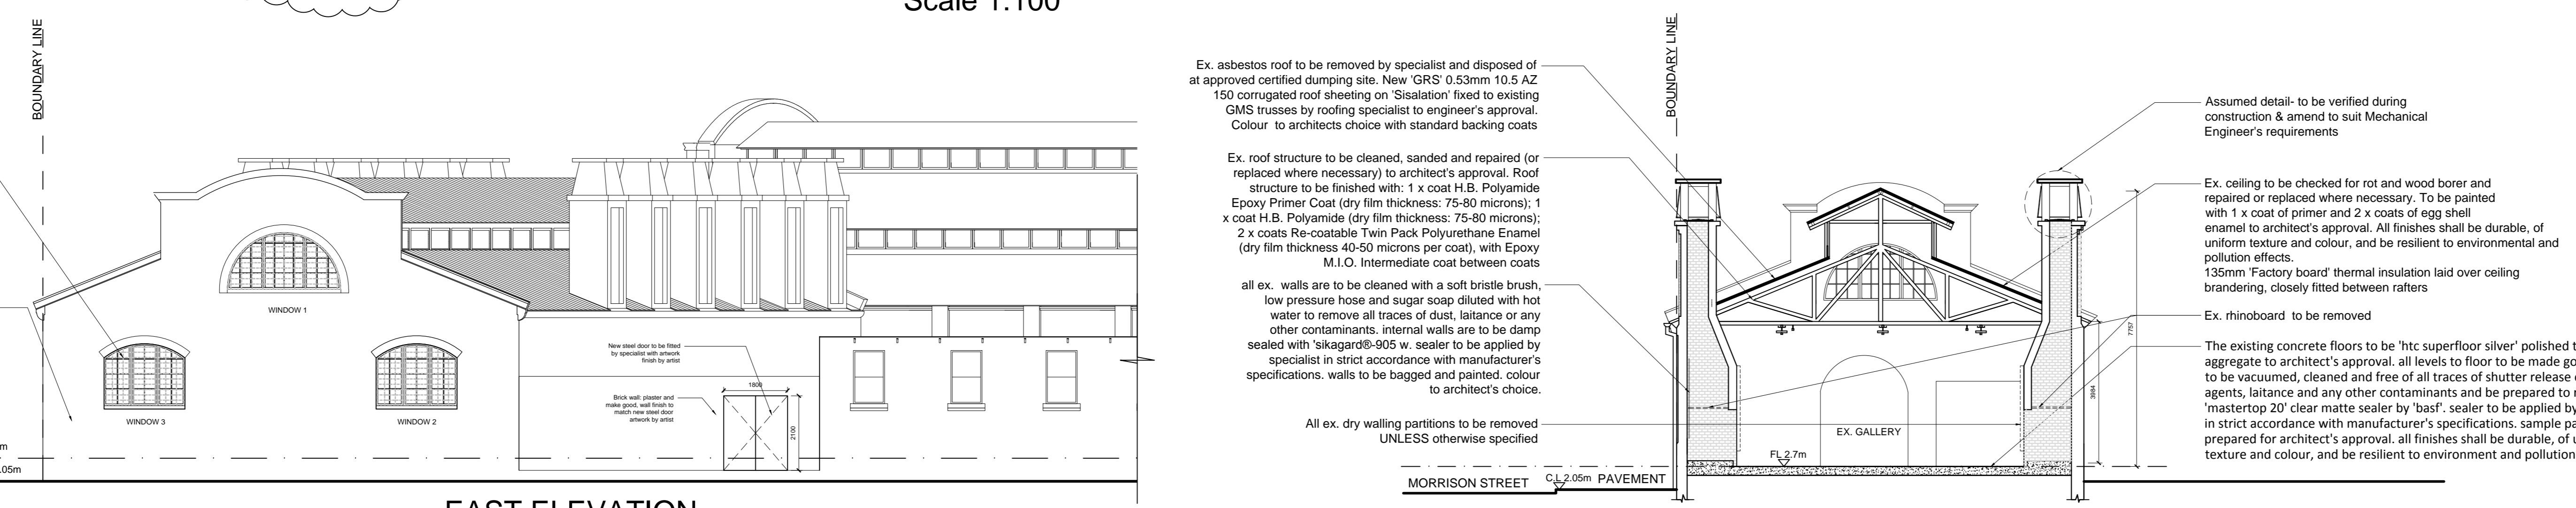 Scale 1:100
BOUNDARY LINE
WINDOW 1
WINDOW 3
WINDOW 2
New steel door to be fitted
by specialist with artwork
finish by artist
1800
Brick wall: plaster and
make good, wall finish to
match new steel door
artwork by artist
2100
m
.05m
EAST ELEVATION
Ex. asbestos roof to be removed by specialist and disposed of
at approved certified dumping site. New 'GRS' 0.53mm 10.5 AZ
150 corrugated roof sheeting on 'Sisalation' fixed to existing
GMS trusses by roofing specialist to engineer's approval.
Colour to architects choice with standard backing coats
Ex. roof structure to be cleaned, sanded and repaired (or
replaced where necessary) to architect's approval. Roof
structure to be finished with: 1 x coat H.B. Polyamide
Epoxy Primer Coat (dry film thickness: 75-80 microns); 1
x coat H.B. Polyamide (dry film thickness: 75-80 microns);
2 x coats Re-coatable Twin Pack Polyurethane Enamel
(dry film thickness 40-50 microns per coat), with Epoxy
M.I.O. Intermediate coat between coats
all ex. walls are to be cleaned with a soft bristle brush,
low pressure hose and sugar soap diluted with hot
water to remove all traces of dust, laitance or any
other contaminants. internal walls are to be damp
sealed with 'sikagard®-905 w. sealer to be applied by
specialist in strict accordance with manufacturer's
specifications. walls to be bagged and painted. colour
to architect's choice.
All ex. dry walling partitions to be removed
UNLESS otherwise specified
BOUNDARY LINE
EX. GALLERY
FL 2.7m
MORRISON STREET
C.L 2.05m PAVEMENT
7757
3984
Assumed detail- to be verified during
construction & amend to suit Mechanical
Engineer's requirements
Ex. ceiling to be checked for rot and wood borer and
repaired or replaced where necessary. To be painted
with 1 x coat of primer and 2 x coats of egg shell
enamel to architect's approval. All finishes shall be durable, of
uniform texture and colour, and be resilient to environmental and
pollution effects.
135mm 'Factory board' thermal insulation laid over ceiling
brandering, closely fitted between rafters
Ex. rhinoboard to be removed
The existing concrete floors to be 'htc superfloor silver' polished t
aggregate to architect's approval. all levels to floor to be made go
to be vacuumed, cleaned and free of all traces of shutter release
agents, laitance and any other contaminants and be prepared to
'mastertop 20' clear matte sealer by 'basf'. sealer to be applied by
in strict accordance with manufacturer's specifications. sample pa
prepared for architect's approval. all finishes shall be durable, of u
texture and colour, and be resilient to environment and pollution